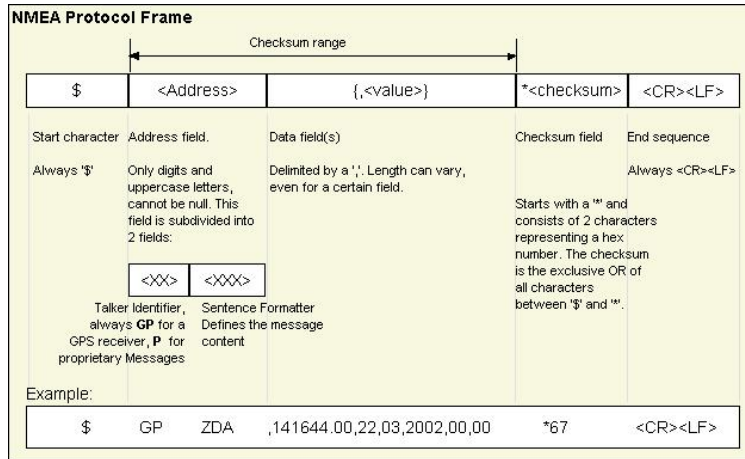 NMEA Protocol Frame
Checksum range
$ <Address> {,<value>} *<checksum> <CR><LF>
Start character
Always '$'
Address field.
Only digits and
uppercase letters,
cannot be null. This
field is subdivided into
2 fields:
<XX> <XXX>
Talker Identifier,
always GP for a
GPS receiver, P for
proprietary Messages
Sentence Formatter
Defines the message
content
Data field(s)
Delimited by a ','. Length can vary,
even for a certain field.
Checksum field
Starts with a '*' and
consists of 2 characters
representing a hex
number. The checksum
is the exclusive OR of
all characters
between '$' and '*'.
End sequence
Always <CR><LF>
Example:
$ GP ZDA ,141644.00,22,03,2002,00,00 *67 <CR><LF>